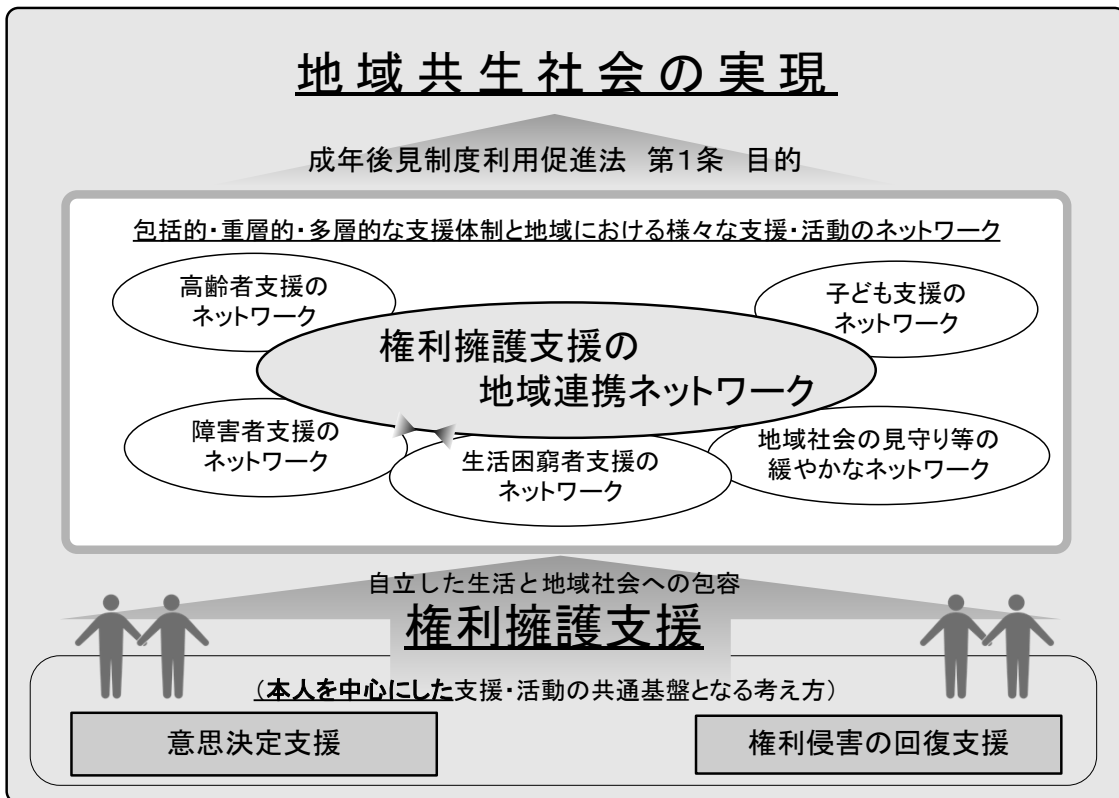 地域共生社会の実現
成年後見制度利用促進法　第1条　目的
包括的・重層的・多層的な支援体制と地域における様々な支援・活動のネットワーク
高齢者支援の
ネットワーク
子ども支援の
ネットワーク
権利擁護支援の
地域連携ネットワーク
障害者支援の
ネットワーク
生活困窮者支援の
ネットワーク
地域社会の見守り等の
緩やかなネットワーク
自立した生活と地域社会への包容
権利擁護支援
（本人を中心にした支援・活動の共通基盤となる考え方）
意思決定支援
権利侵害の回復支援